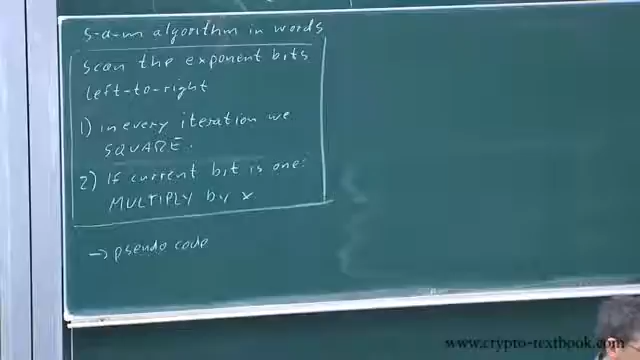 s-a-m algorithm in words
scan the exponent bits
left-to-right
1) in every iteration we
SQUARE.
2) If current bit is one:
MULTIPLY by x
→ pseudo code
www.crypto-textbook.com